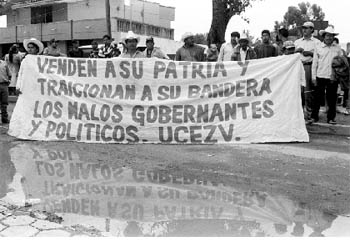 VENDEN A SU PATRIA Y
TRAICIONAN A SU BANDERA
LOS MALOS GOBERNANTES
Y POLITICOS. UCEZV.